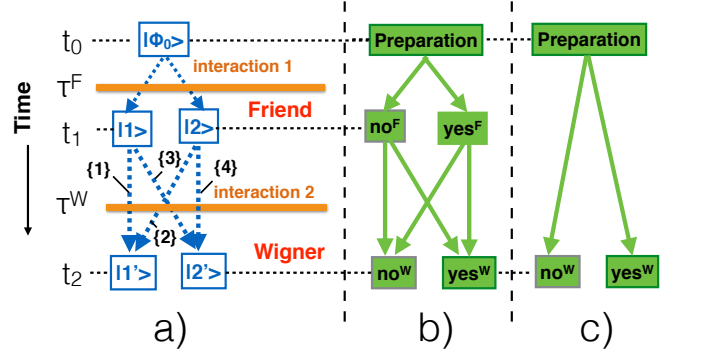 t0 |Φ0> Preparation Preparation
interaction 1
τF
Time
Friend
t1 |1> |2> noF yesF
{1} {3} {4}
interaction 2
τW
{2}
Wigner
t2 |1'> |2'> noW yesW noW yesW
a) b) c)